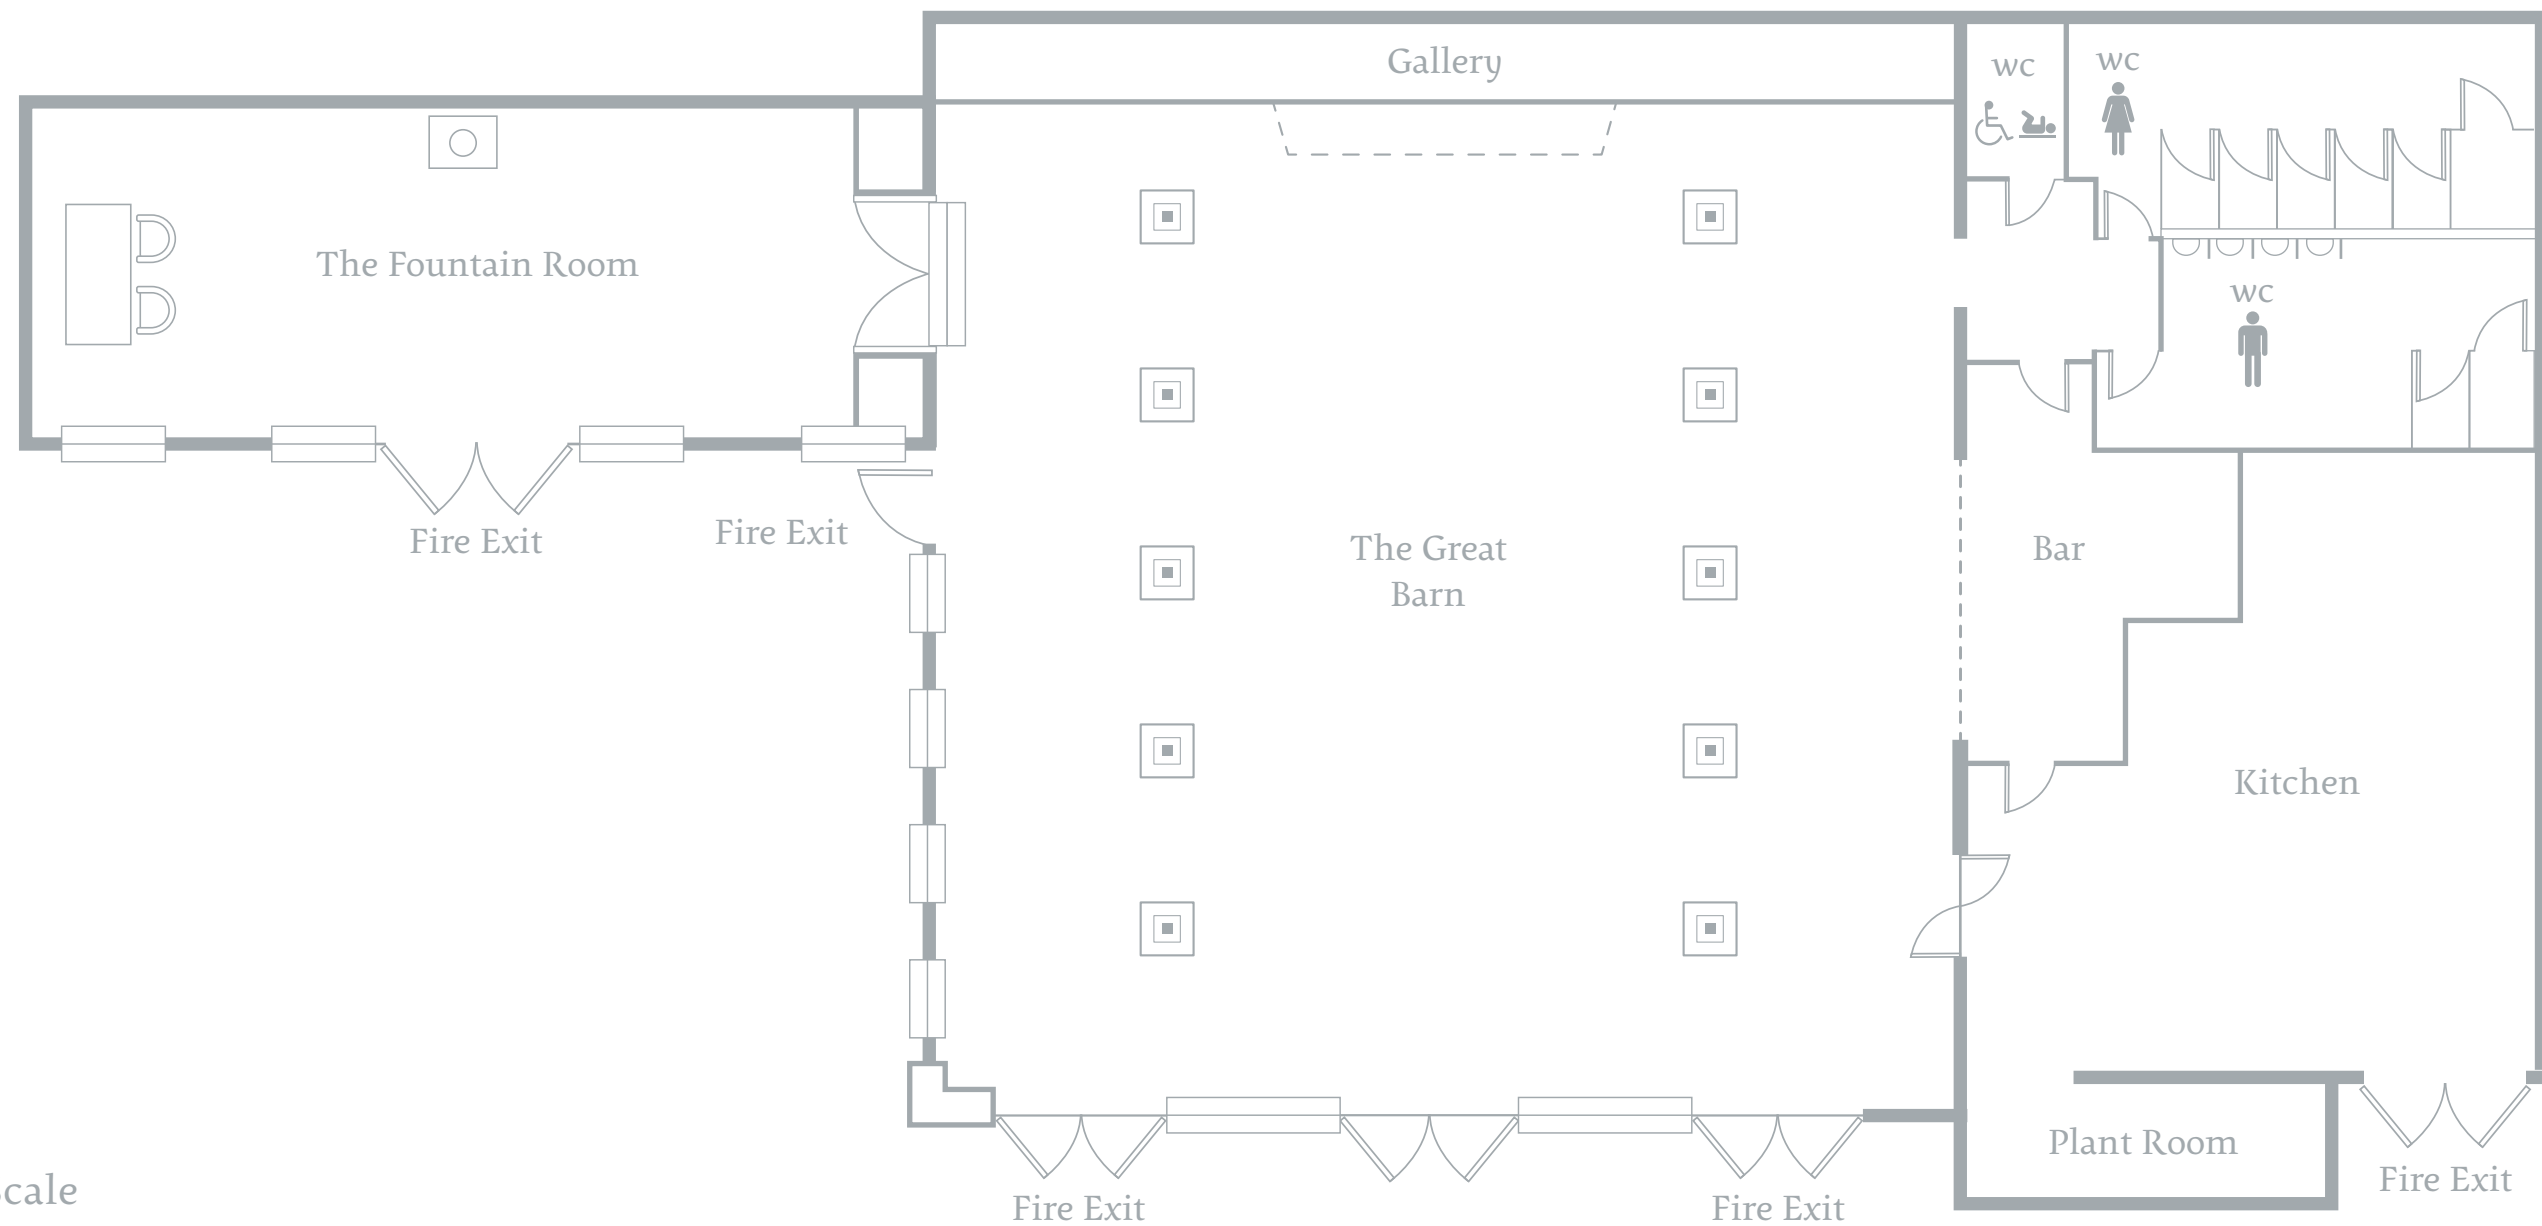 Gallery
wc
wc
The Fountain Room
wc
Fire Exit
Fire Exit
The Great
Barn
Bar
Kitchen
Plant Room
Fire Exit
Fire Exit
Fire Exit
cale